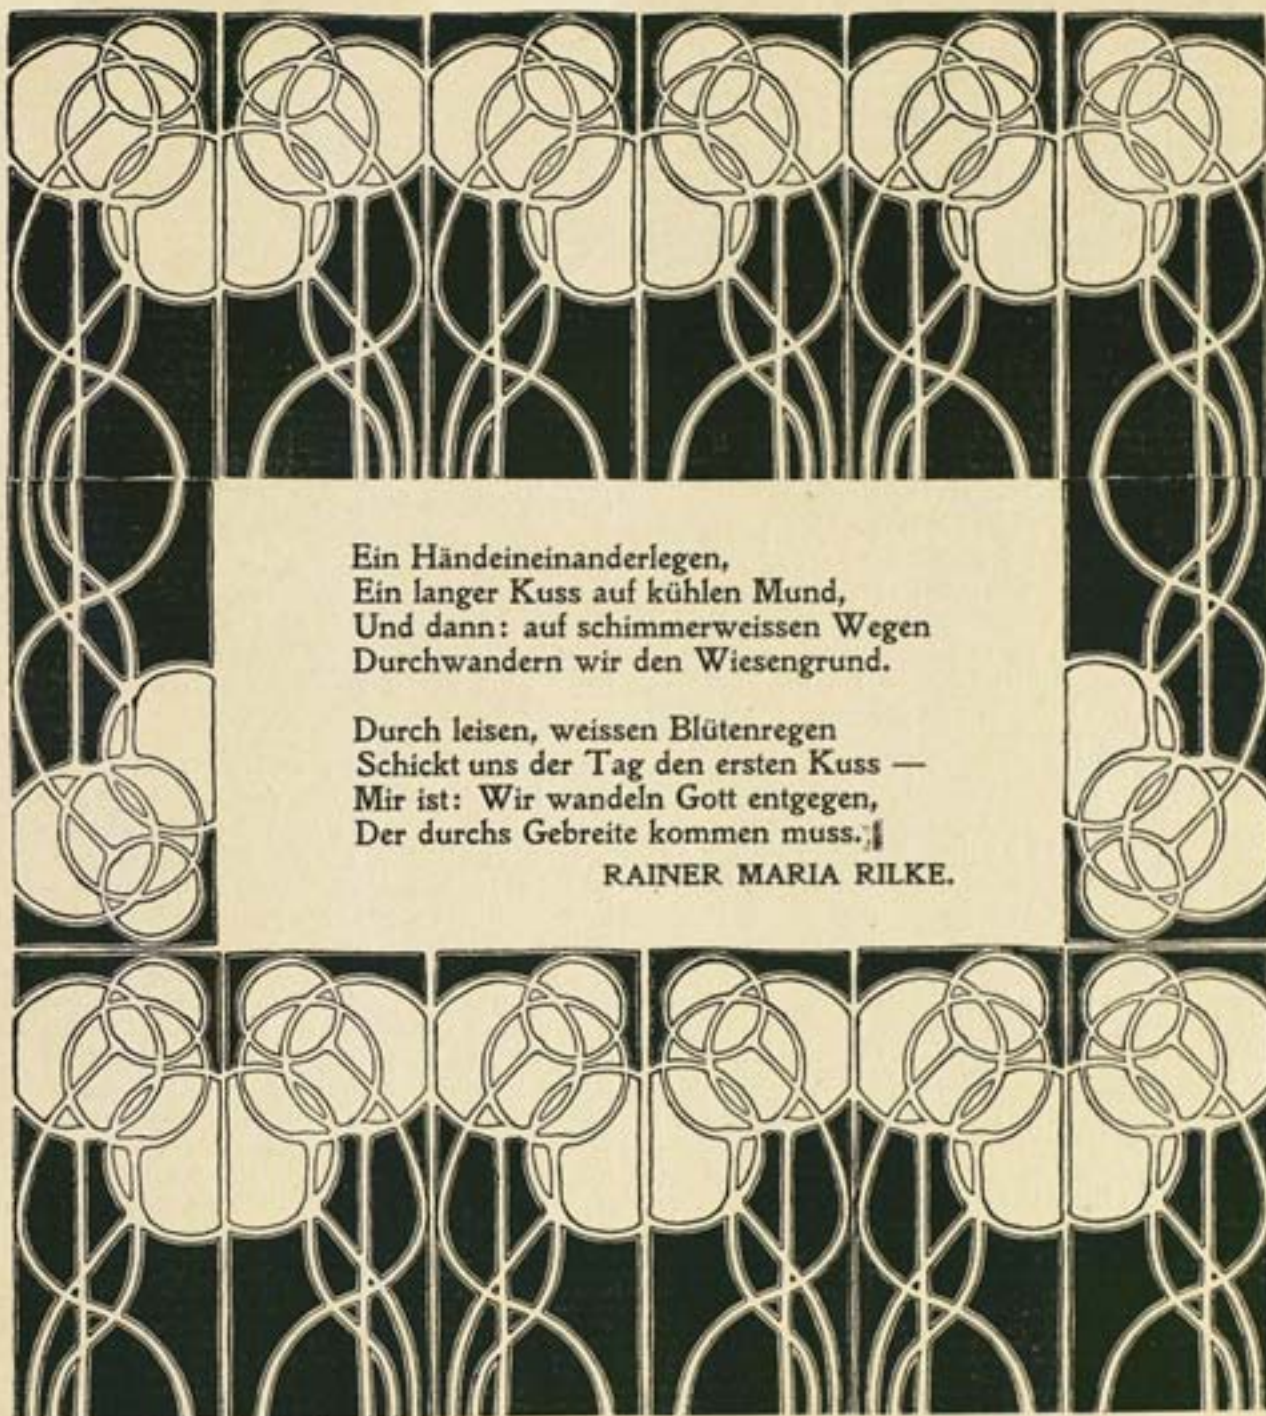 Ein Händeineinanderlegen,
Ein langer Kuss auf kühlen Mund,
Und dann: auf schimmerweissen Wegen
Durchwandern wir den Wiesengrund.
Durch leisen, weissen Blütenregen
Schickt uns der Tag den ersten Kuss —
Mir ist: Wir wandeln Gott entgegen,
Der durchs Gebreite kommen muss.
RAINER MARIA RILKE.